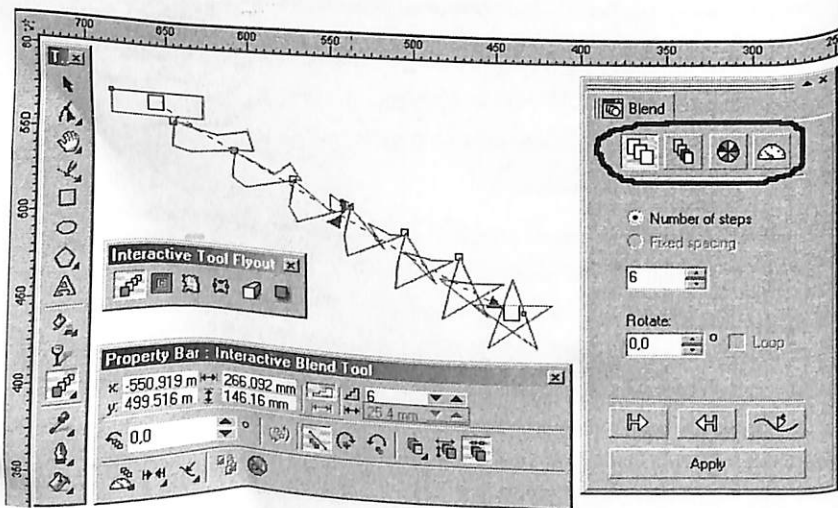 700 650 600 550 500 450 400 350 300 25
550
500
400
350
T...
Blend
Number of steps
Fixed spacing
6
Rotate:
0,0 ° Loop
Apply
Interactive Tool Flyout
Property Bar : Interactive Blend Tool
x: -550,919 m 266.092 mm 6
y: 499.516 m 146.16 mm 25.4 mm
0,0 °